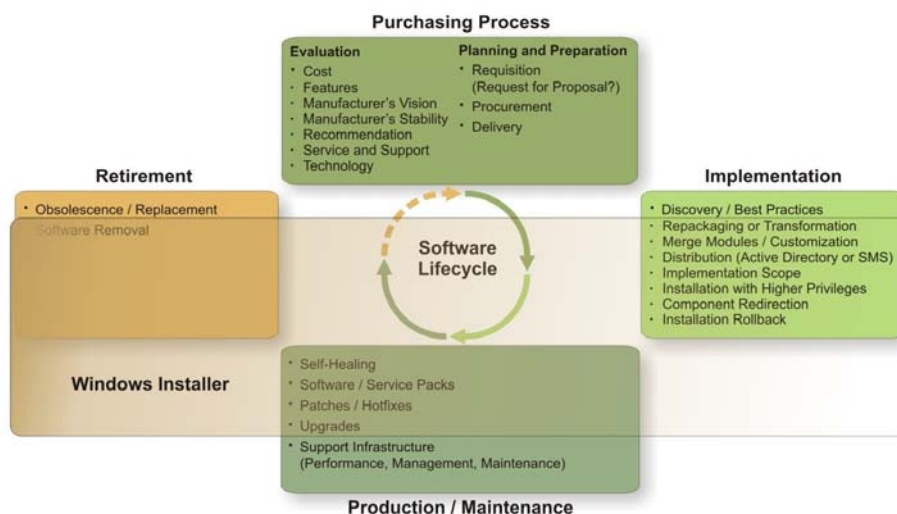 Purchasing Process
Evaluation
• Cost
• Features
• Manufacturer's Vision
• Manufacturer's Stability
• Recommendation
• Service and Support
• Technology
Planning and Preparation
• Requisition
(Request for Proposal?)
• Procurement
• Delivery
Retirement
• Obsolescence / Replacement
• Software Removal
Software
Lifecycle
Implementation
• Discovery / Best Practices
• Repackaging or Transformation
• Merge Modules / Customization
• Distribution (Active Directory or SMS)
• Implementation Scope
• Installation with Higher Privileges
• Component Redirection
• Installation Rollback
Windows Installer
• Self-Healing
• Software / Service Packs
• Patches / Hotfixes
• Upgrades
• Support Infrastructure
(Performance, Management, Maintenance)
Production / Maintenance